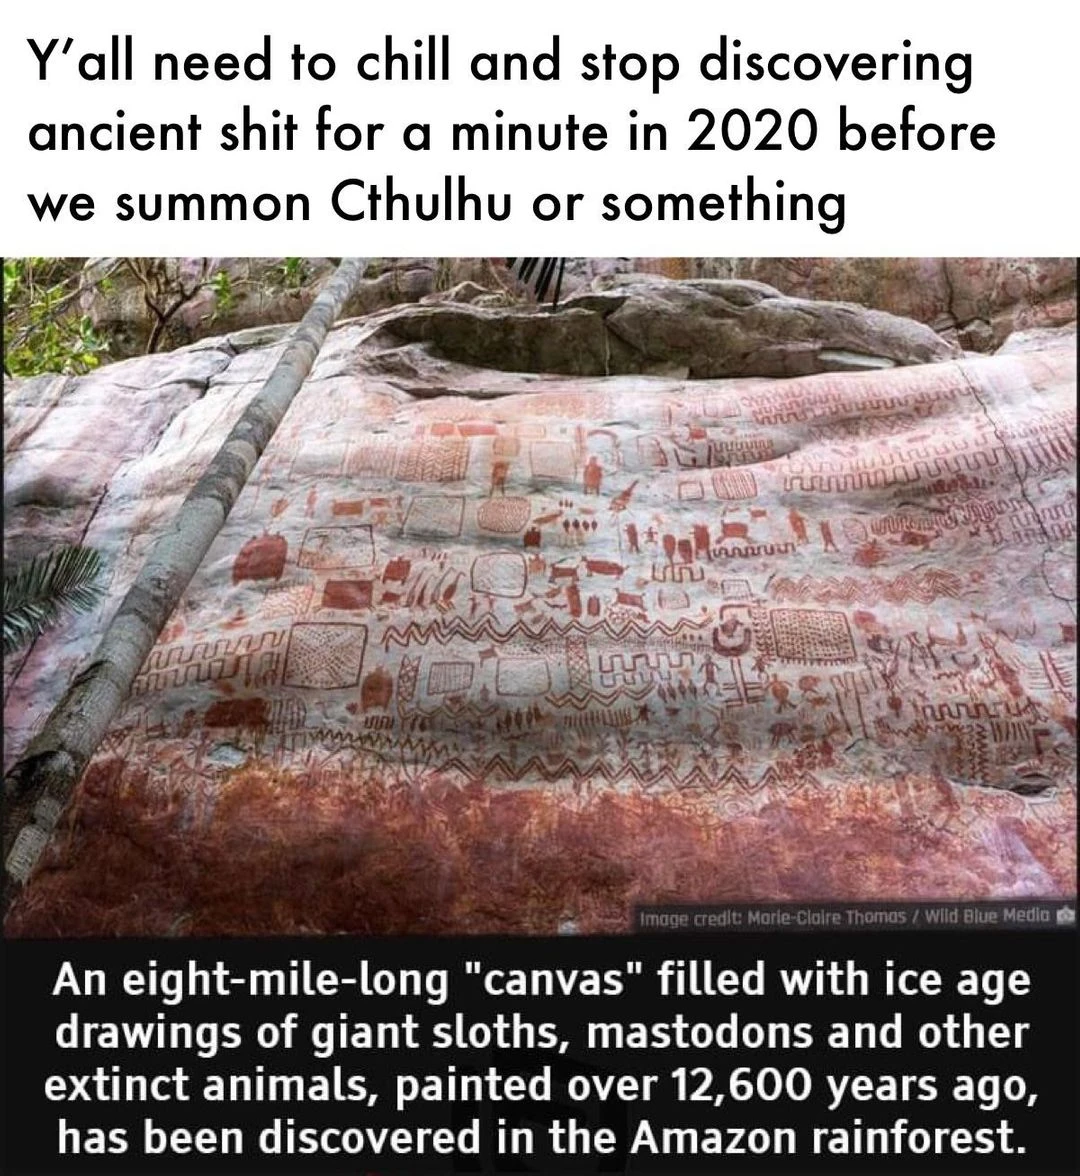 Y'all need to chill and stop discovering
ancient shit for a minute in 2020 before
we summon Cthulhu or something
Image credit: Marie-Claire Thomas / Wild Blue Media
An eight-mile-long "canvas" filled with ice age
drawings of giant sloths, mastodons and other
extinct animals, painted over 12,600 years ago,
has been discovered in the Amazon rainforest.